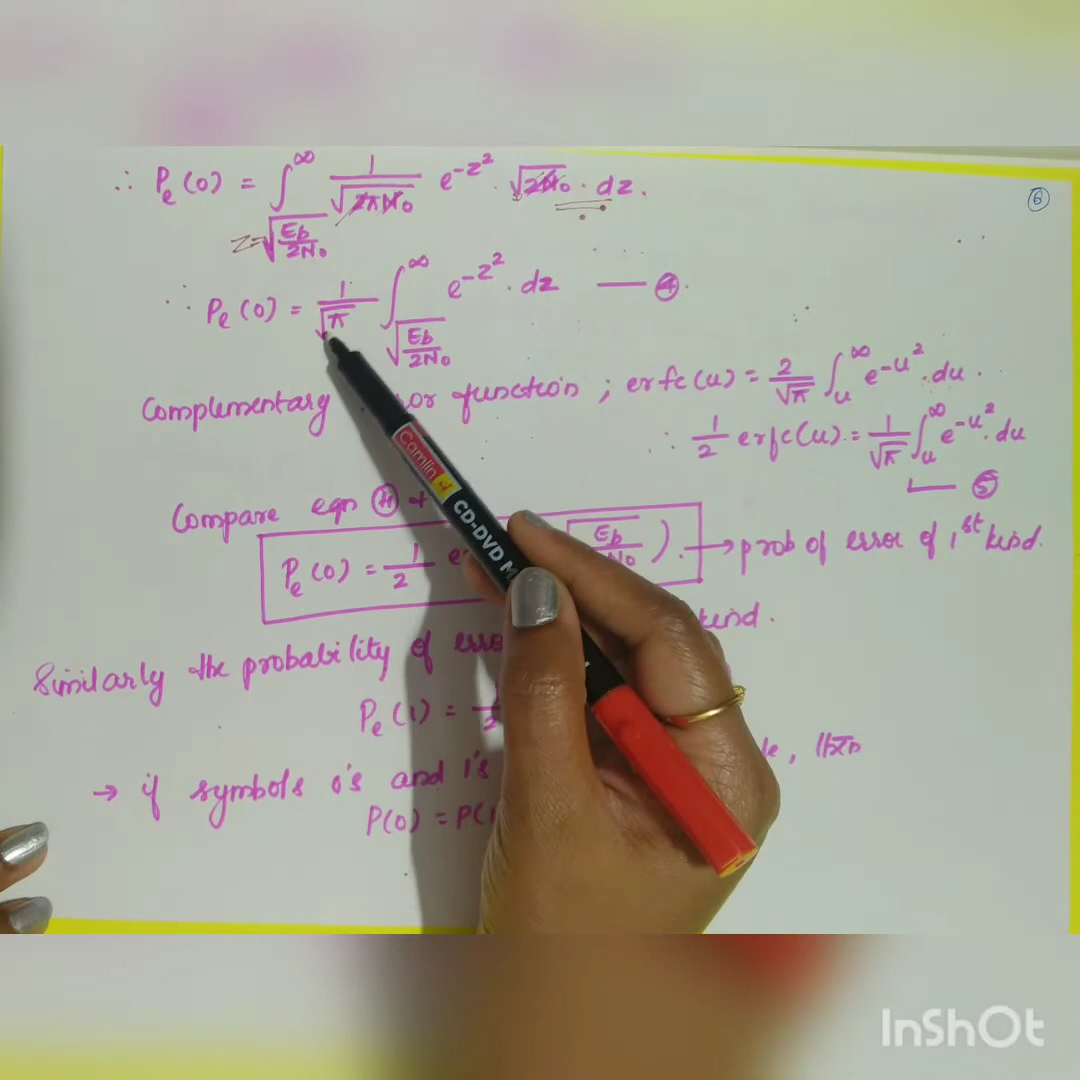 ∴ Pe(0) = ∫_{Z=√(Eb/2N0)}^∞ 1/√(2πN0) e^{-z²} √2N0 · dz.
6
∴ Pe(0) = 1/√π ∫_{√(Eb/2N0)}^∞ e^{-z²} · dz — 4.
Complementary function ; erfc(u) = 2/√π ∫_u^∞ e^{-u²} · du .
∴ 1/2 erfc(u) = 1/√π ∫_u^∞ e^{-u²} · du
— 5
Compare eqn 4 +
Pe(0) = 1/2 √(Eb/ N0) ). → prob of error of 1st kind.
Similarly the probability of kind.
Pe(1) =
→ if symbols 0's and 1's
P(0) = P(
Camlin
CD-DVD M
InShOt